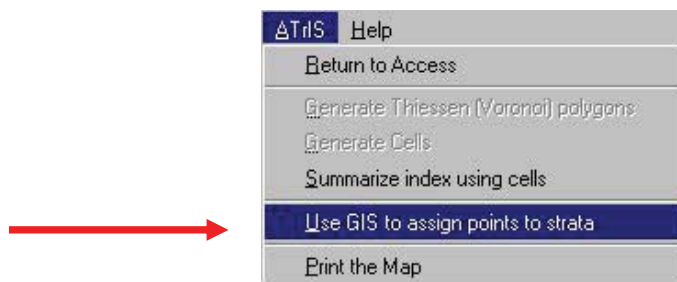 ATrIS Help
Return to Access
Generate Thiessen (Voronoi) polygons
Generate Cells
Summarize index using cells
Use GIS to assign points to strata
Print the Map